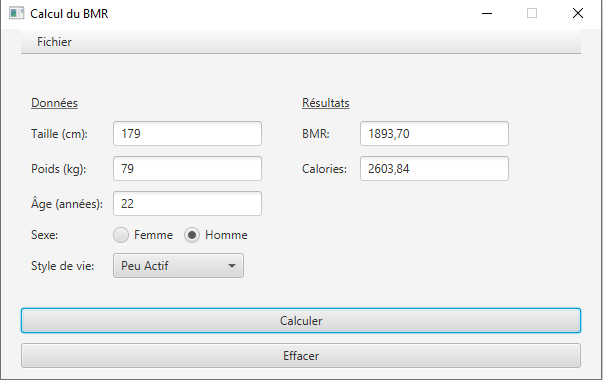 Calcul du BMR
Fichier
Données
Résultats
Taille (cm): 179
BMR: 1893,70
Poids (kg): 79
Calories: 2603,84
Âge (années): 22
Sexe: Femme Homme
Style de vie: Peu Actif
Calculer
Effacer